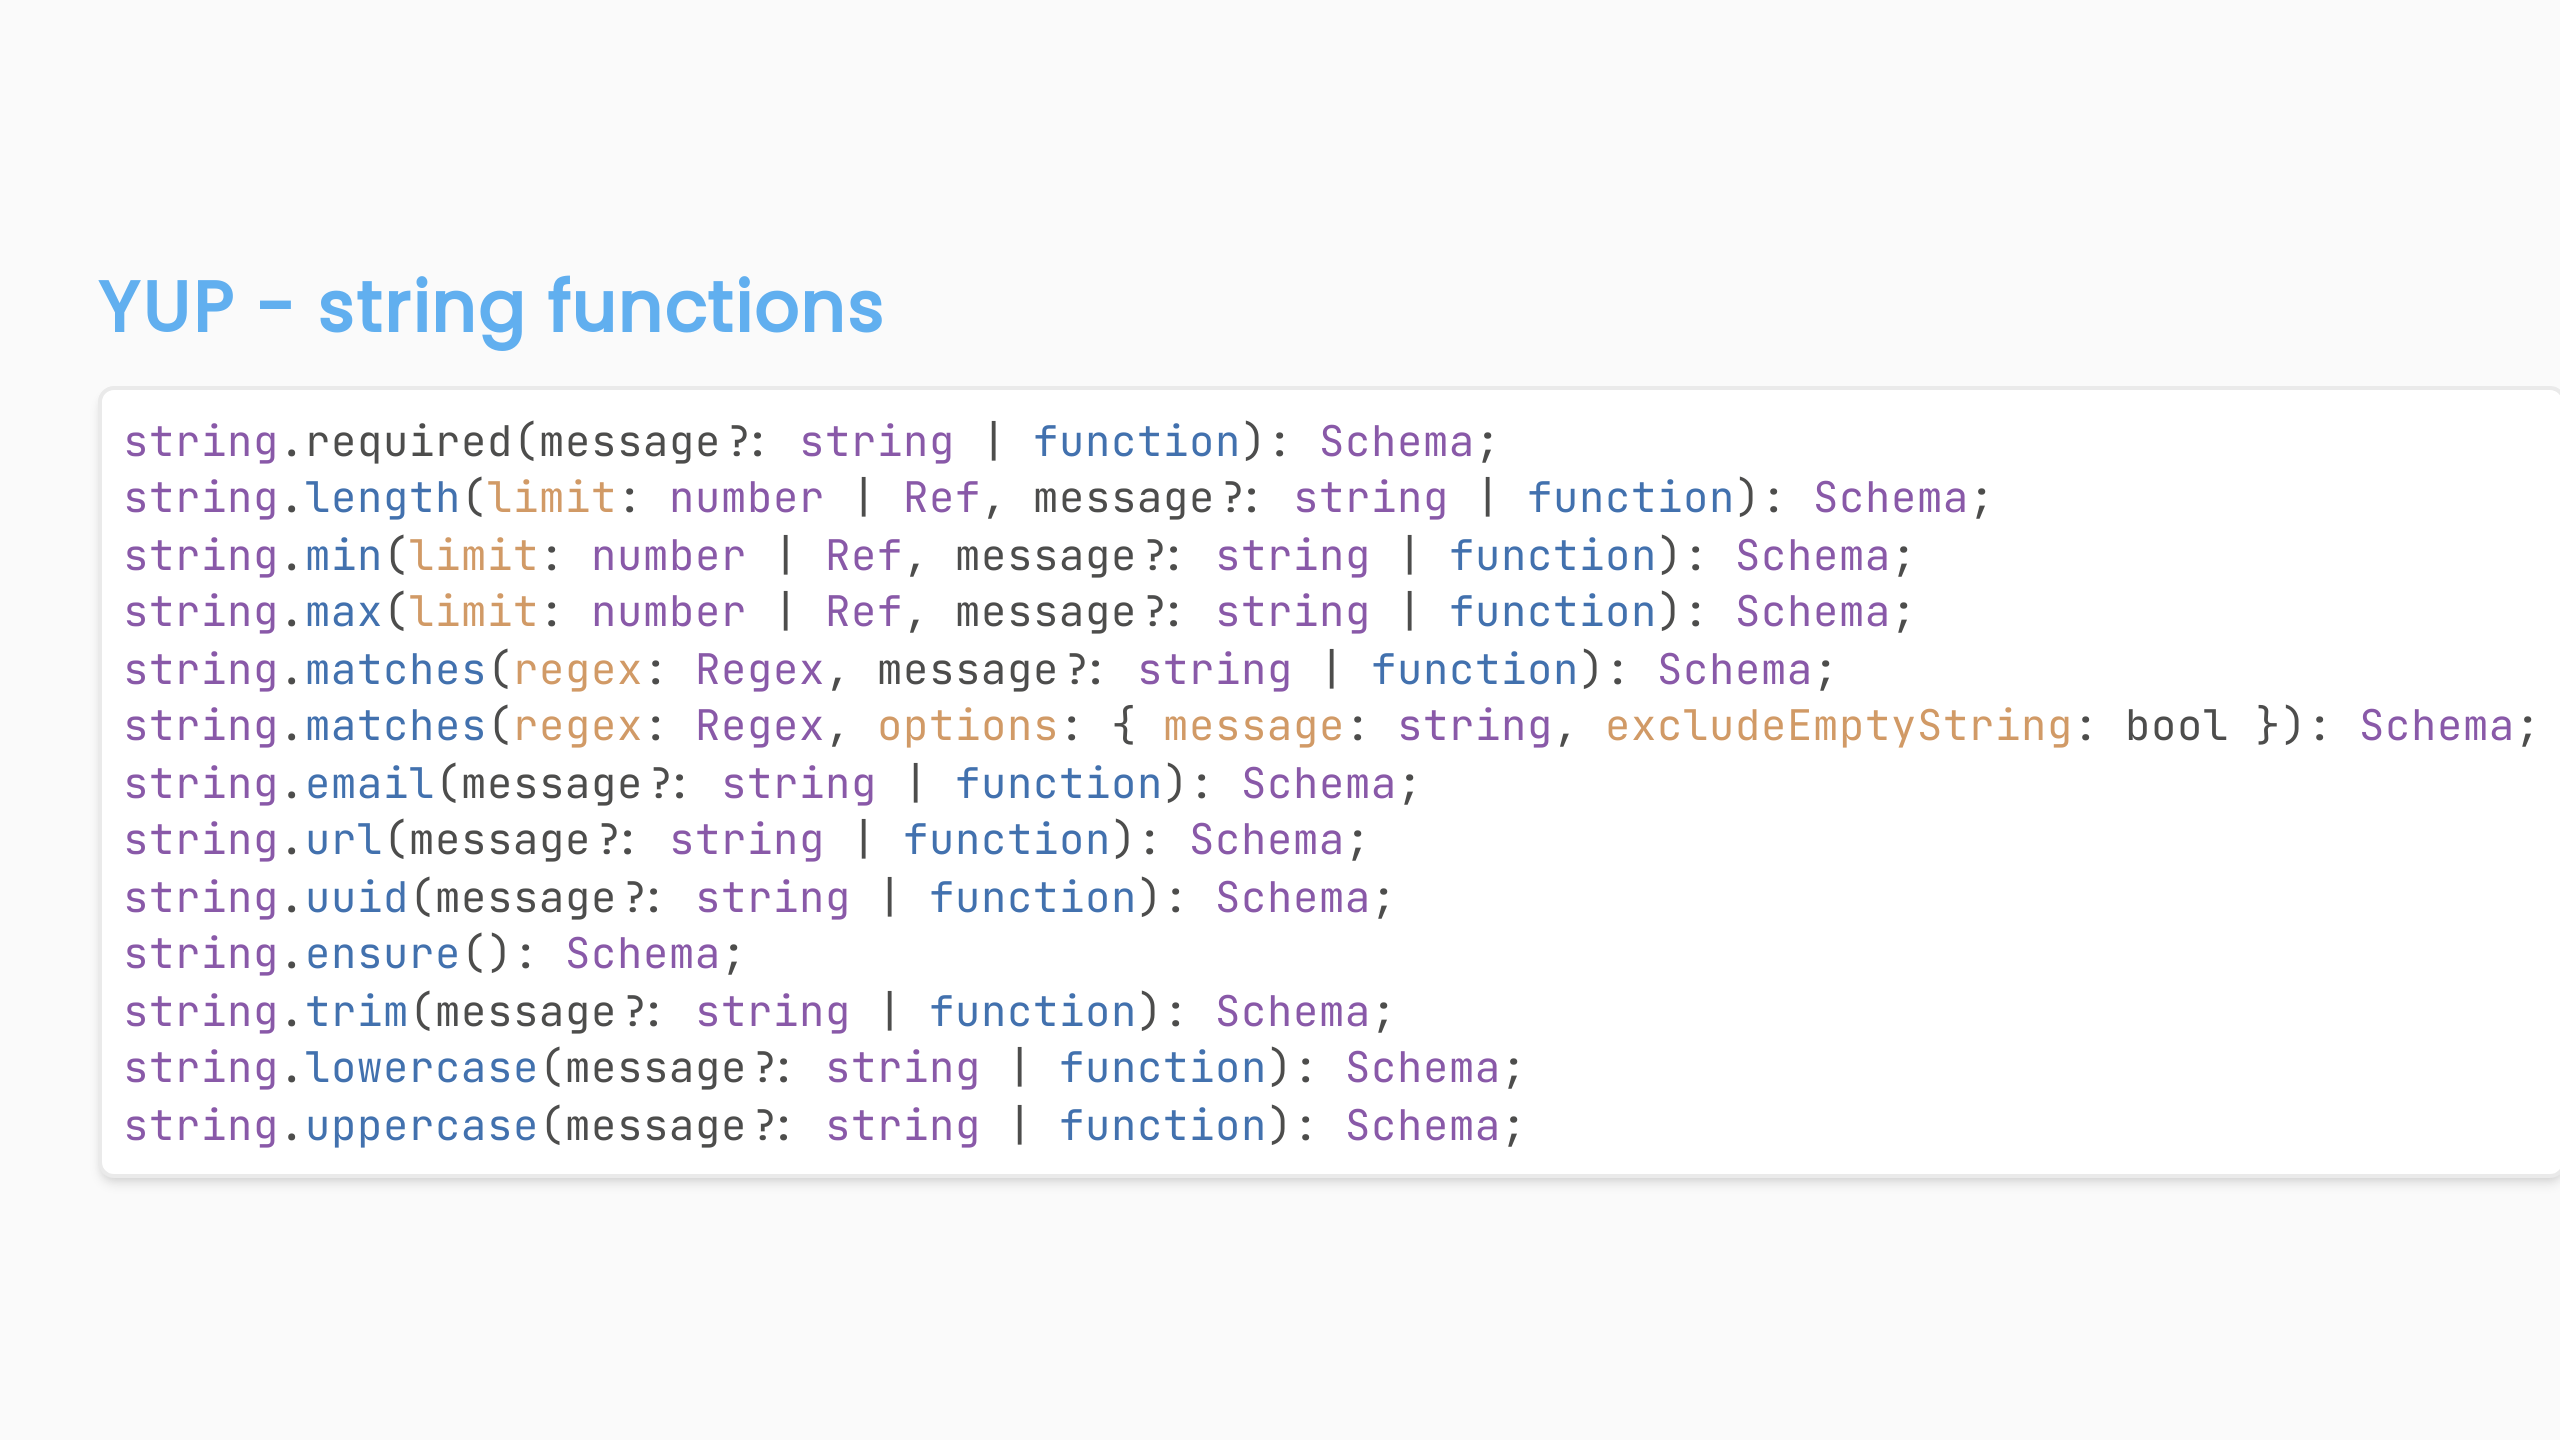 YUP - string functions
string.required(message?: string | function): Schema;
string.length(limit: number | Ref, message?: string | function): Schema;
string.min(limit: number | Ref, message?: string | function): Schema;
string.max(limit: number | Ref, message?: string | function): Schema;
string.matches(regex: Regex, message?: string | function): Schema;
string.matches(regex: Regex, options: { message: string, excludeEmptyString: bool }): Schema;
string.email(message?: string | function): Schema;
string.url(message?: string | function): Schema;
string.uuid(message?: string | function): Schema;
string.ensure(): Schema;
string.trim(message?: string | function): Schema;
string.lowercase(message?: string | function): Schema;
string.uppercase(message?: string | function): Schema;